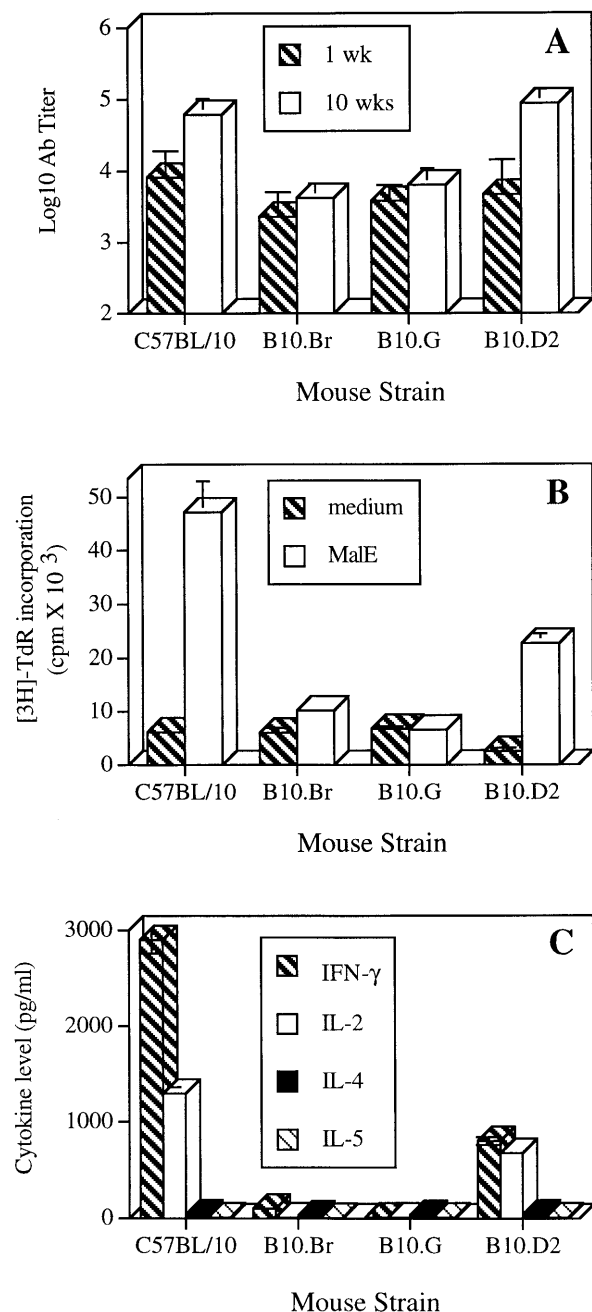 A
1 wk
10 wks
Log10 Ab Titer
6
5
4
3
2
C57BL/10 B10.Br B10.G B10.D2
Mouse Strain
B
medium
MalE
[3H]-TdR incorporation
(cpm X 10 3)
50
40
30
20
10
0
C57BL/10 B10.Br B10.G B10.D2
Mouse Strain
C
IFN-γ
IL-2
IL-4
IL-5
Cytokine level (pg/ml)
3000
2000
1000
0
C57BL/10 B10.Br B10.G B10.D2
Mouse Strain